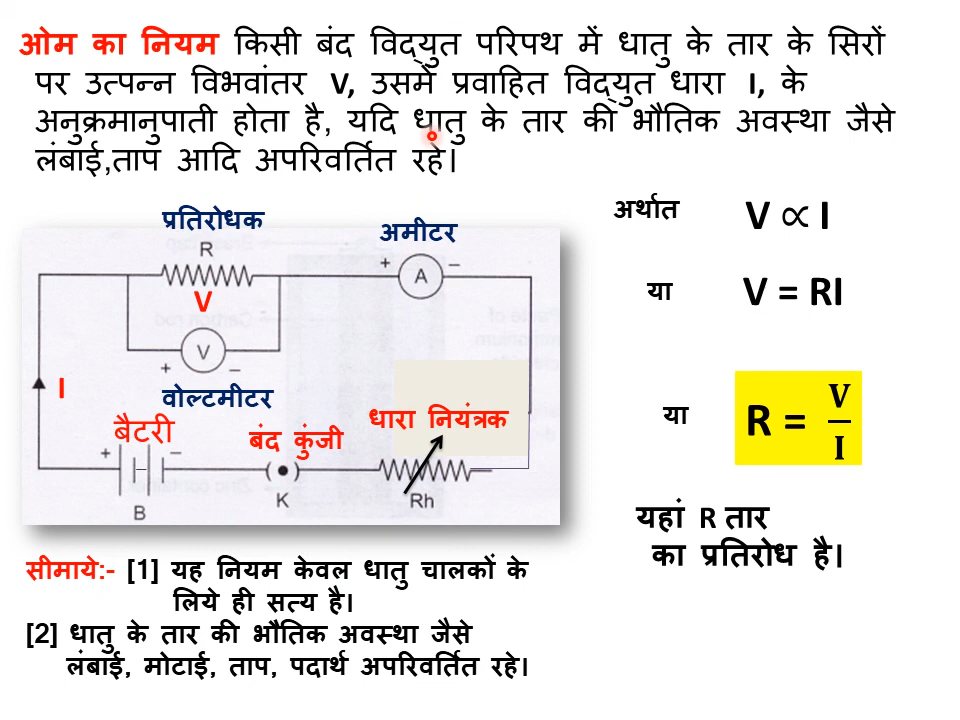 ओम का नियम किसी बंद विद्युत परिपथ में धातु के तार के सिरों
पर उत्पन्न विभवांतर V, उसमें प्रवाहित विद्युत धारा I, के
अनुक्रमानुपाती होता है, यदि धातु के तार की भौतिक अवस्था जैसे
लंबाई,ताप आदि अपरिवर्तित रहे।
प्रतिरोधक
R
V
+ V −
वोल्टमीटर
अमीटर
+ A −
I
बैटरी
+ −
B
बंद कुंजी
K
धारा नियंत्रक
Rh
अर्थात V ∝ I
या V = RI
या R = V/I
यहां R तार
का प्रतिरोध है।
सीमाये:- [1] यह नियम केवल धातु चालकों के
लिये ही सत्य है।
[2] धातु के तार की भौतिक अवस्था जैसे
लंबाई, मोटाई, ताप, पदार्थ अपरिवर्तित रहे।